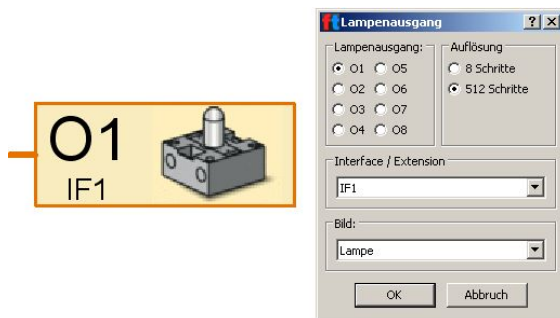 O1
IF1
ft Lampenausgang
Lampenausgang:
O1 O5
O2 O6
O3 O7
O4 O8
Auflösung
8 Schritte
512 Schritte
Interface / Extension
IF1
Bild:
Lampe
OK Abbruch